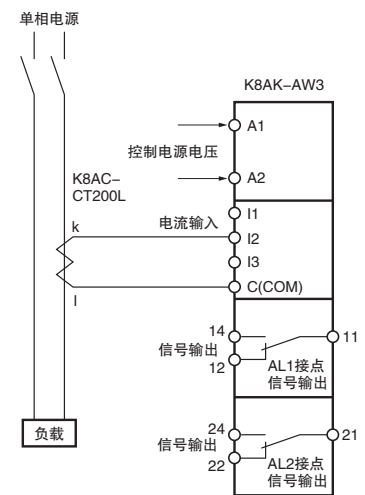 单相电源
K8AK-AW3
A1
控制电源电压
A2
K8AC-
CT200L
k
电流输入
I1
I2
I3
C(COM)
l
14
信号输出
12
11
AL1接点
信号输出
负载
24
信号输出
22
21
AL2接点
信号输出